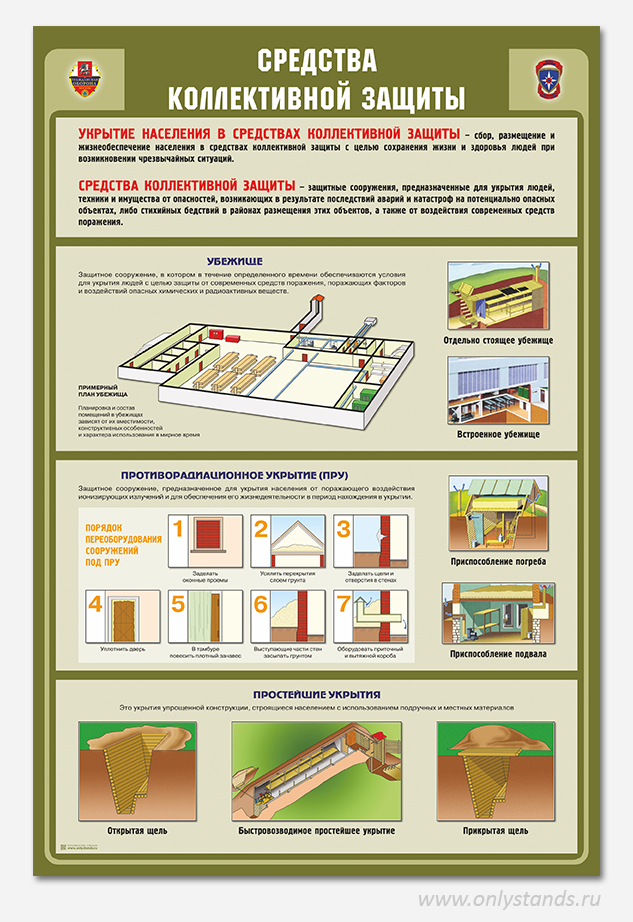 СРЕДСТВА
КОЛЛЕКТИВНОЙ ЗАЩИТЫ
УКРЫТИЕ НАСЕЛЕНИЯ В СРЕДСТВАХ КОЛЛЕКТИВНОЙ ЗАЩИТЫ – сбор, размещение и
жизнеобеспечение населения в средствах коллективной защиты с целью сохранения жизни и здоровья людей при
возникновении чрезвычайных ситуаций.
СРЕДСТВА КОЛЛЕКТИВНОЙ ЗАЩИТЫ – защитные сооружения, предназначенные для укрытия людей,
техники и имущества от опасностей, возникающих в результате последствий аварий и катастроф на потенциально опасных
объектах, либо стихийных бедствий в районах размещения этих объектов, а также от воздействия современных средств
поражения.
УБЕЖИЩЕ
Защитное сооружение, в котором в течение определенного времени обеспечиваются условия
для укрытия людей с целью защиты от современных средств поражения, поражающих факторов
и воздействий опасных химических и радиоактивных веществ.
ПРИМЕРНЫЙ
ПЛАН УБЕЖИЩА
Планировка и состав
помещений в убежищах
зависят от их вместимости,
конструктивных особенностей
и характера использования в мирное время
Отдельно стоящее убежище
Встроенное убежище
ПРОТИВОРАДИАЦИОННОЕ УКРЫТИЕ (ПРУ)
Защитное сооружение, предназначенное для укрытия населения от поражающего воздействия
ионизирующих излучений и для обеспечения его жизнедеятельности в период нахождения в укрытии.
ПОРЯДОК
ПЕРЕОБОРУДОВАНИЯ
СООРУЖЕНИЙ
ПОД ПРУ
1
Заделать
оконные проемы
2
Усилить перекрытия
слоем грунта
3
Заделать щели и
отверстия в стенах
4
Уплотнить дверь
5
В тамбуре
повесить плотный занавес
6
Выступающие части стен
засыпать грунтом
7
Оборудовать приточный
и вытяжной короба
Приспособление погреба
Приспособление подвала
ПРОСТЕЙШИЕ УКРЫТИЯ
Это укрытия упрощенной конструкции, строящиеся населением с использованием подручных и местных материалов
Открытая щель
Быстровозводимое простейшее укрытие
Прикрытая щель
www.onlystands.ru